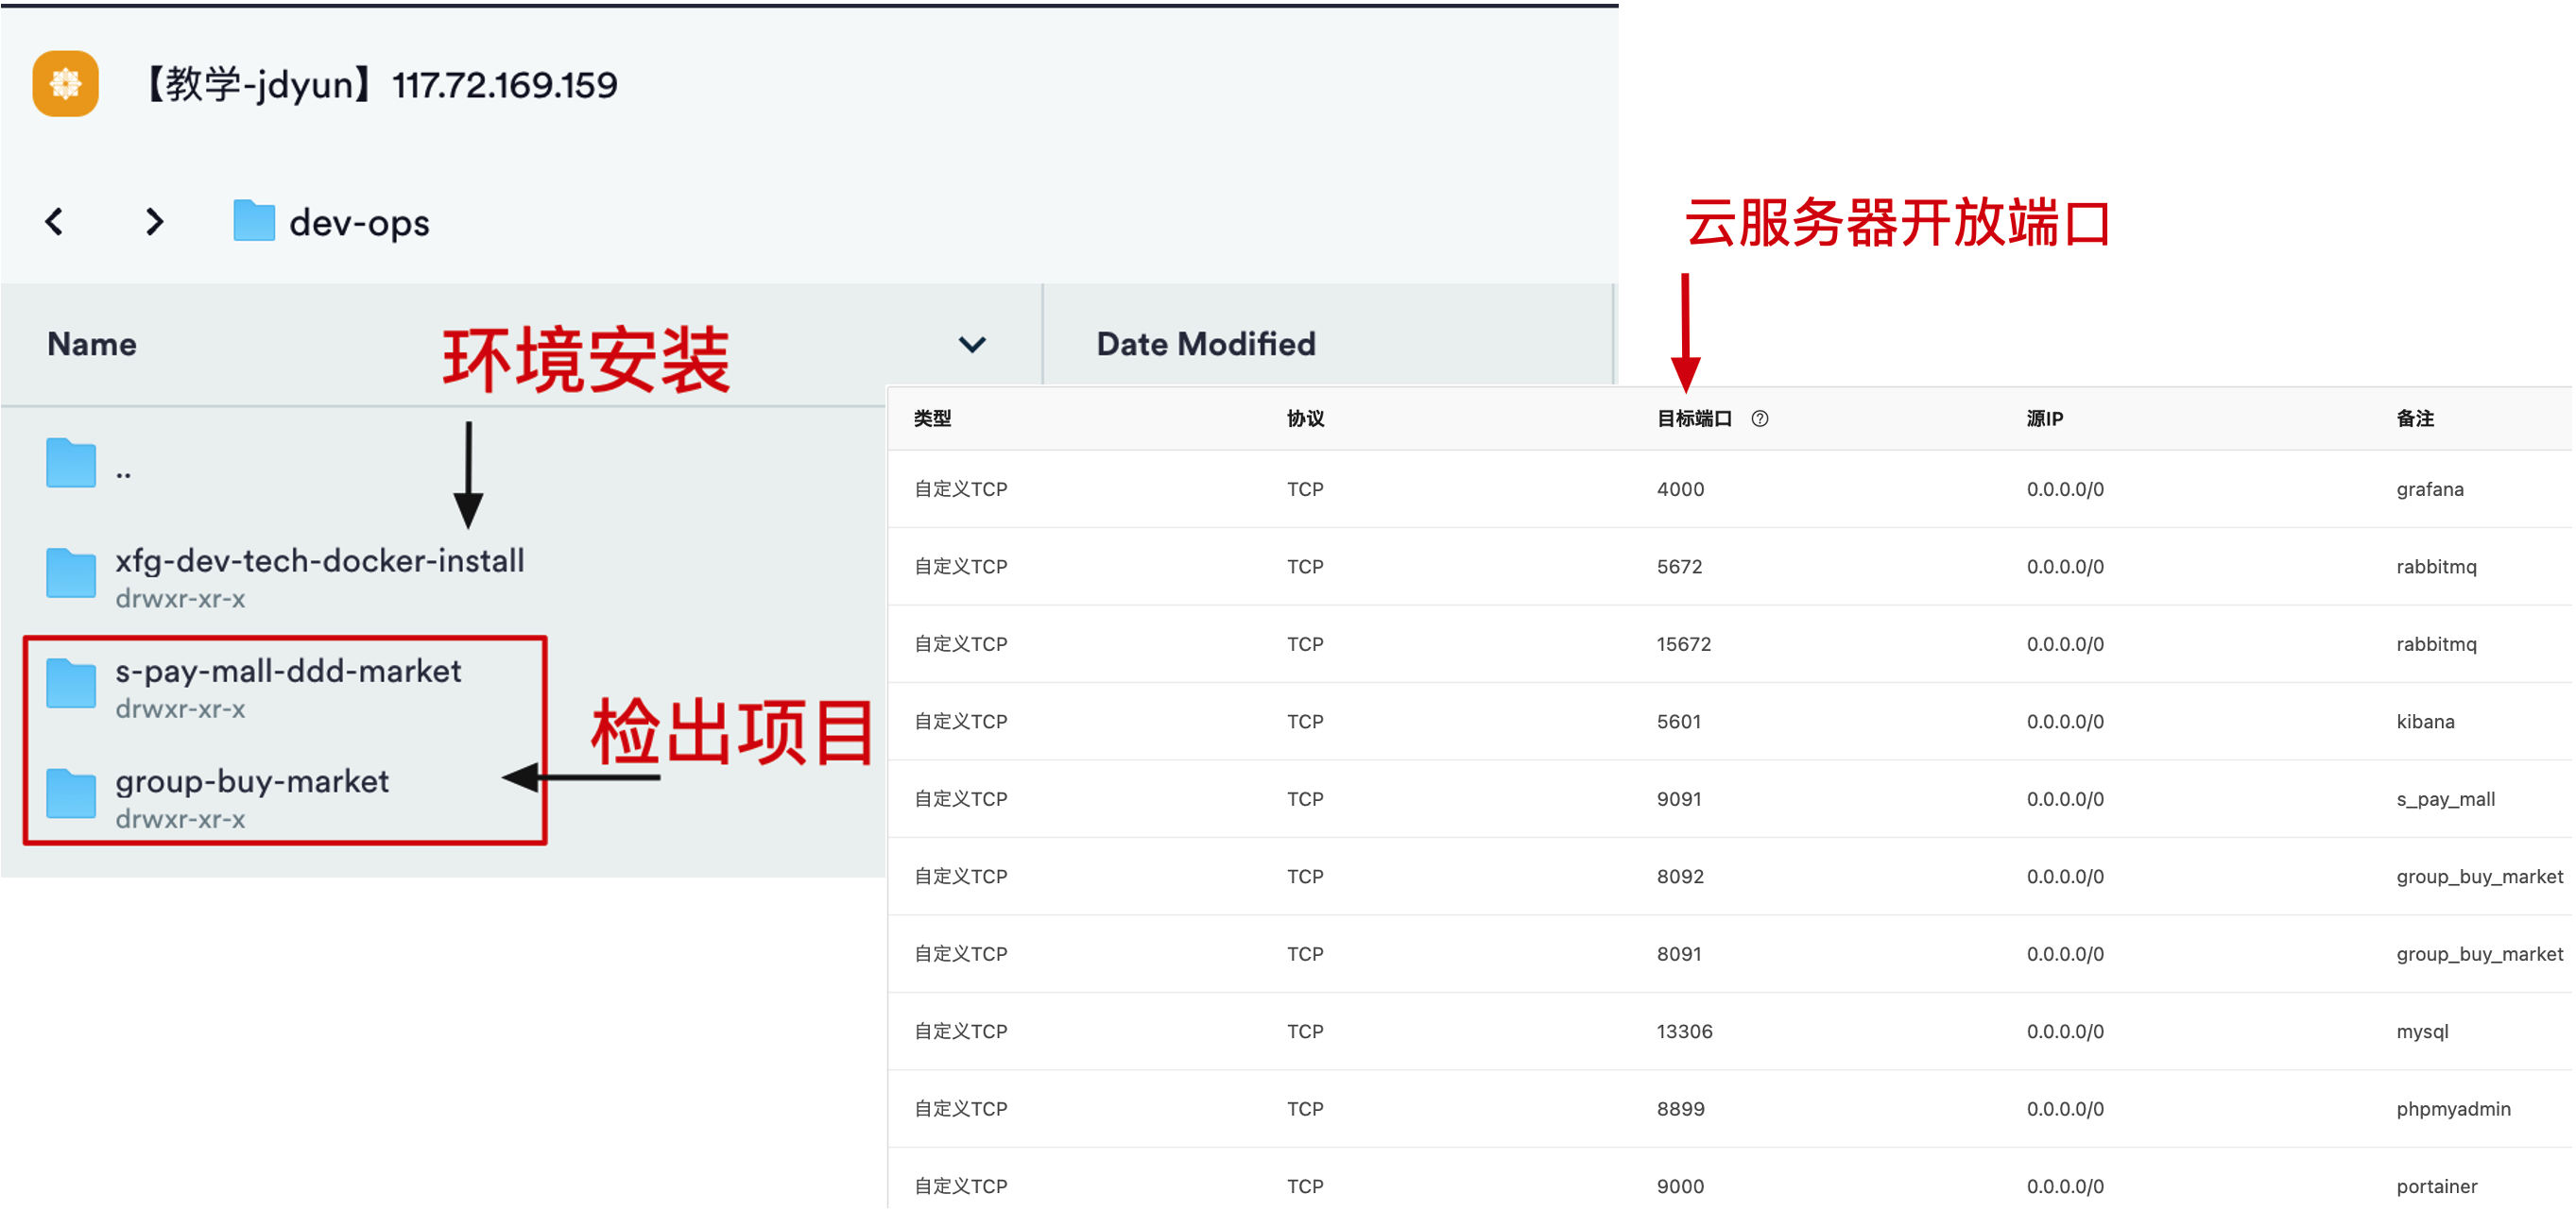 【教学-jdyun】117.72.169.159
dev-ops
云服务器开放端口
Name
环境安装
Date Modified
..
xfg-dev-tech-docker-install
drwxr-xr-x
s-pay-mall-ddd-market
drwxr-xr-x
检出项目
group-buy-market
drwxr-xr-x
类型 协议 目标端口 ? 源IP 备注
自定义TCP TCP 4000 0.0.0.0/0 grafana
自定义TCP TCP 5672 0.0.0.0/0 rabbitmq
自定义TCP TCP 15672 0.0.0.0/0 rabbitmq
自定义TCP TCP 5601 0.0.0.0/0 kibana
自定义TCP TCP 9091 0.0.0.0/0 s_pay_mall
自定义TCP TCP 8092 0.0.0.0/0 group_buy_market
自定义TCP TCP 8091 0.0.0.0/0 group_buy_market
自定义TCP TCP 13306 0.0.0.0/0 mysql
自定义TCP TCP 8899 0.0.0.0/0 phpmyadmin
自定义TCP TCP 9000 0.0.0.0/0 portainer